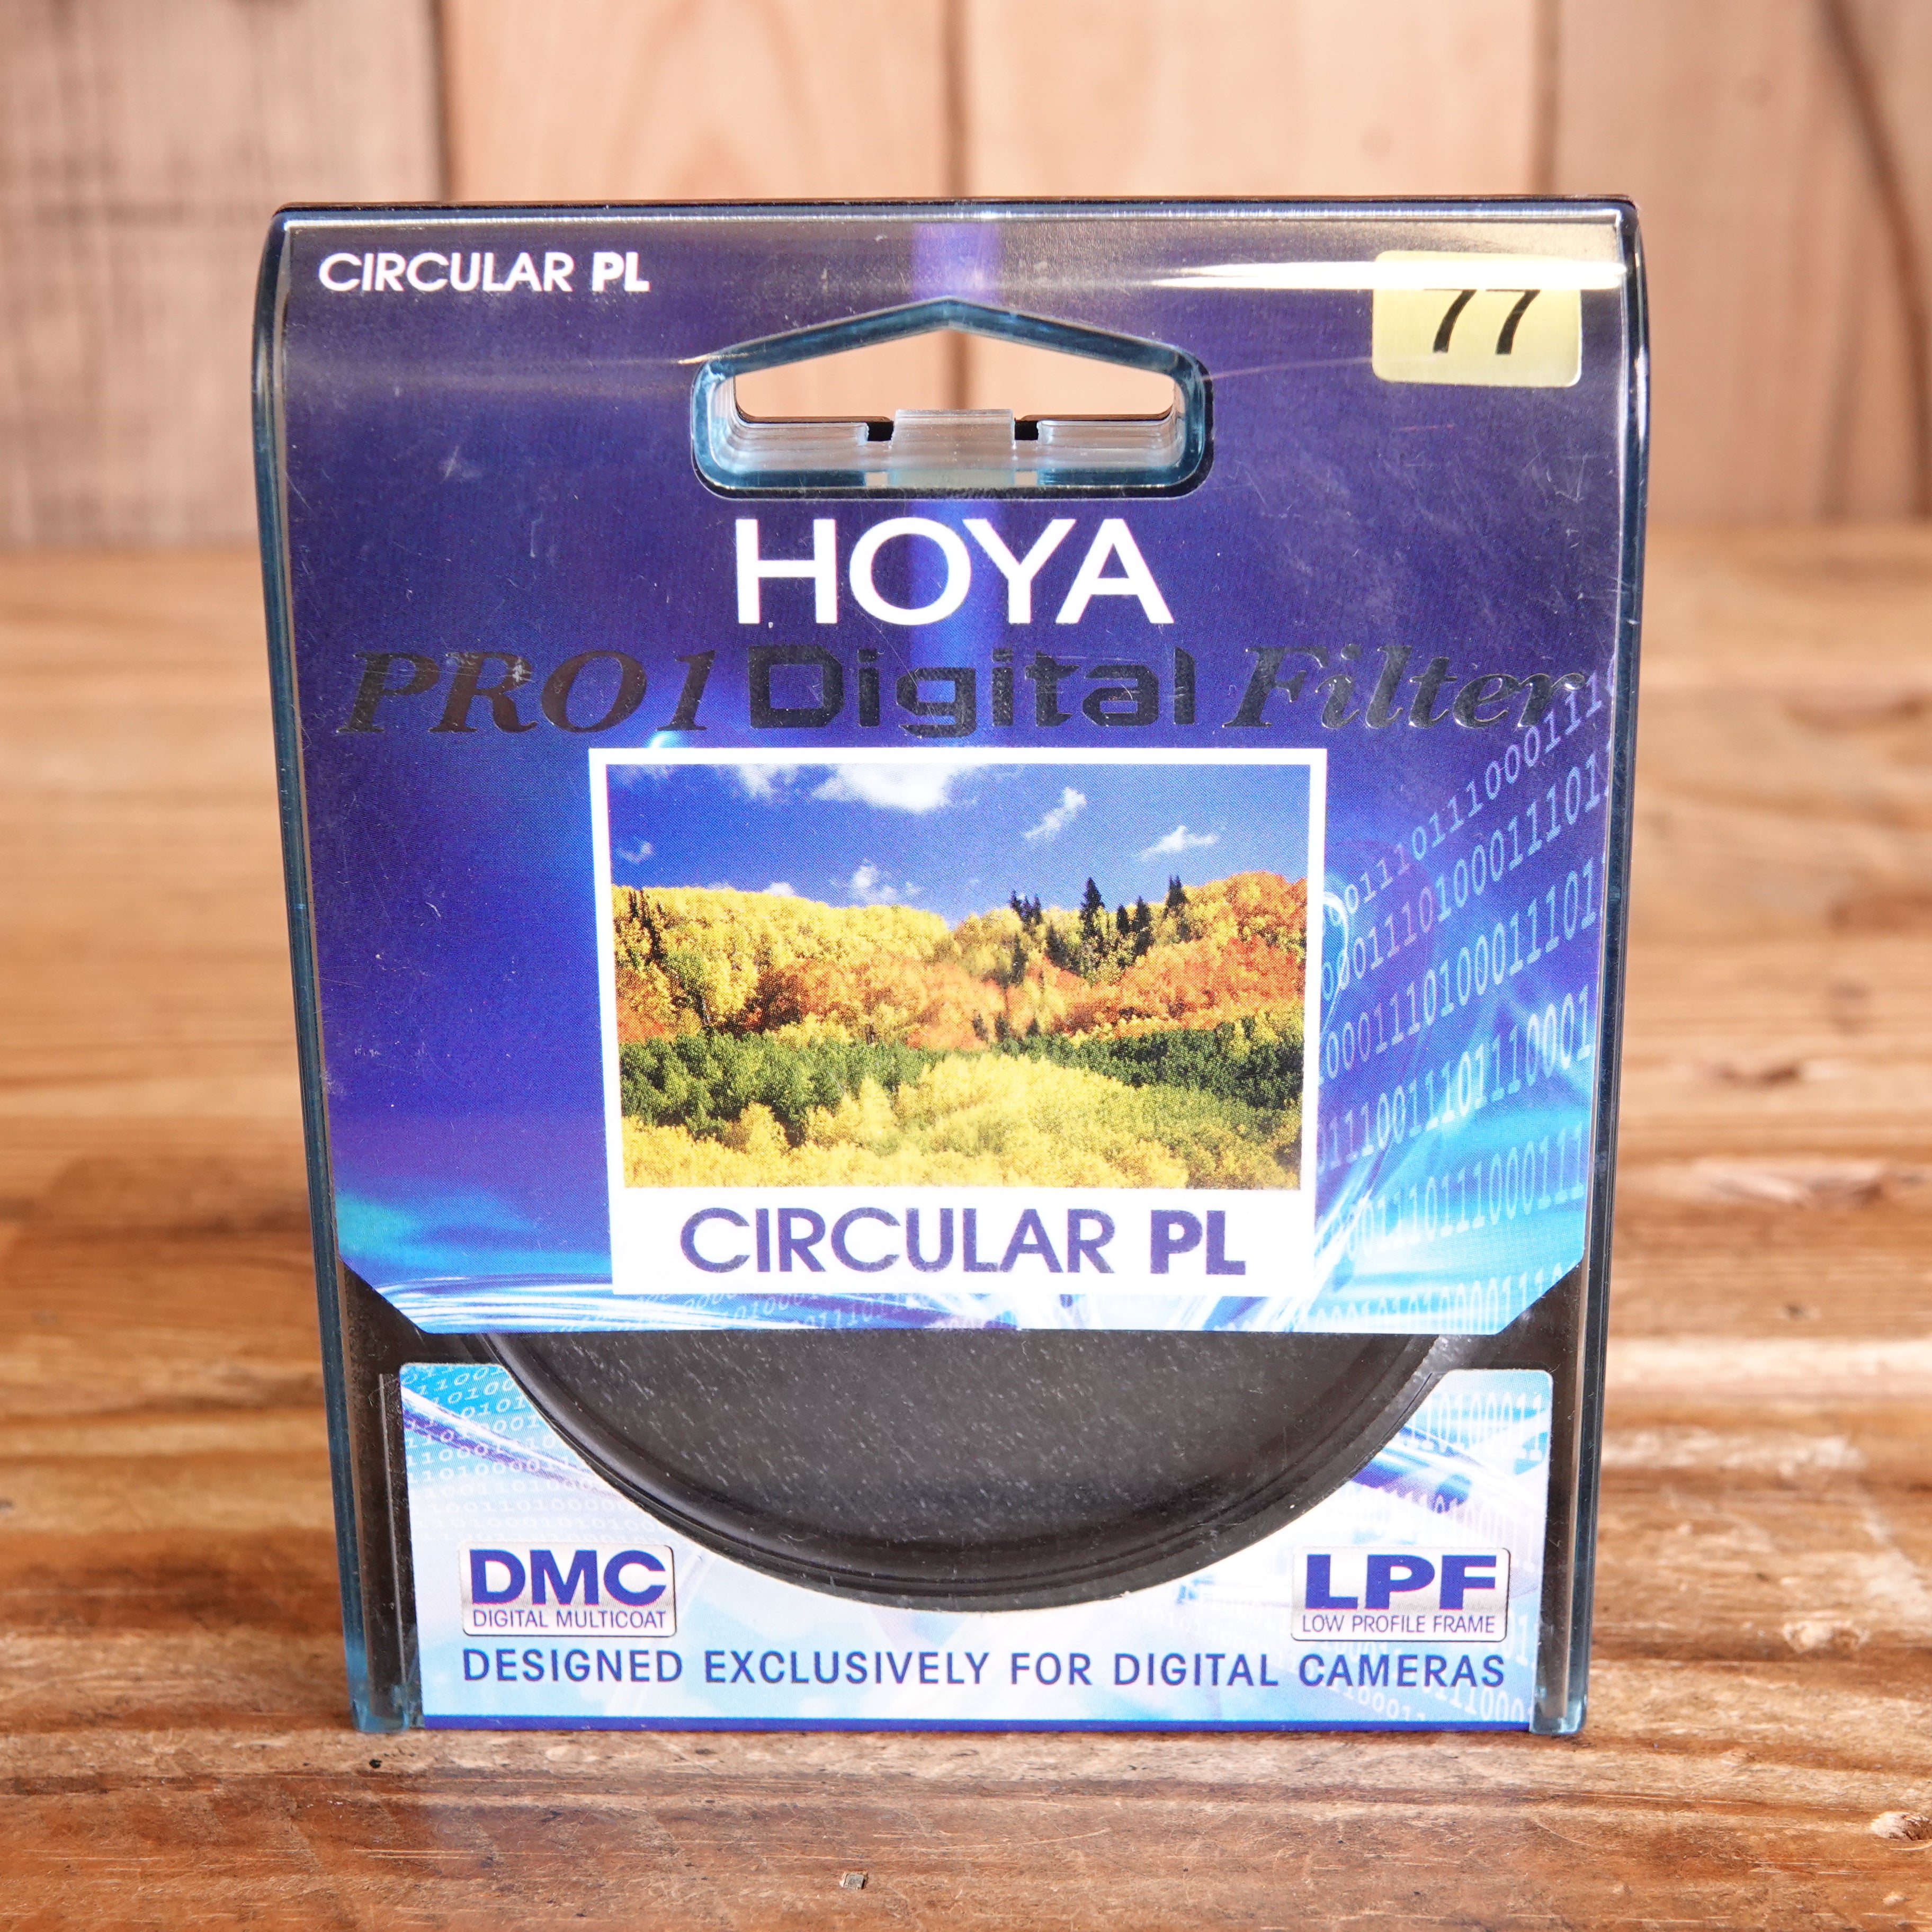 CIRCULAR PL
77
HOYA
PRO1 Digital Filter
CIRCULAR PL
DMC
DIGITAL MULTICOAT
LPF
LOW PROFILE FRAME
DESIGNED EXCLUSIVELY FOR DIGITAL CAMERAS